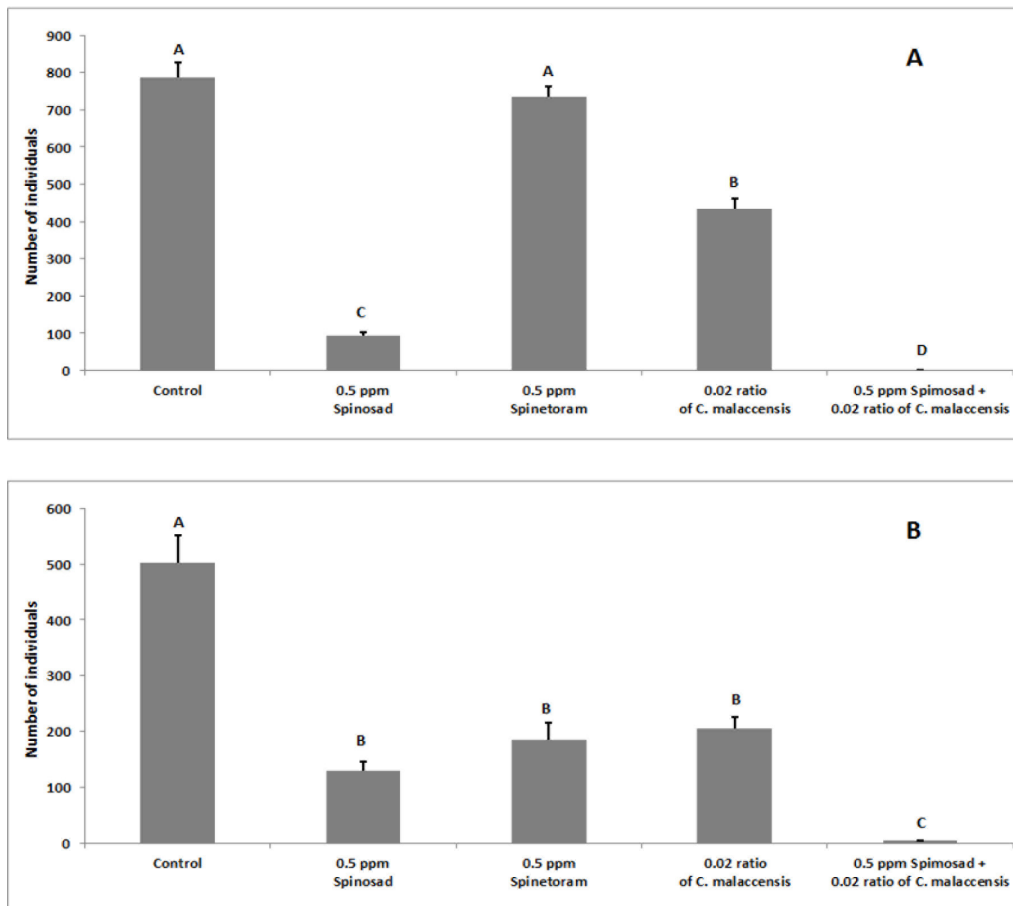 A
Number of individuals
900
800
700
600
500
400
300
200
100
0
A
C
A
B
D
Control
0.5 ppm
Spinosad
0.5 ppm
Spinetoram
0.02 ratio
of C. malaccensis
0.5 ppm Spimosad +
0.02 ratio of C. malaccensis
B
Number of individuals
600
500
400
300
200
100
0
A
B
B
B
C
Control
0.5 ppm
Spinosad
0.5 ppm
Spinetoram
0.02 ratio
of C. malaccensis
0.5 ppm Spimosad +
0.02 ratio of C. malaccensis